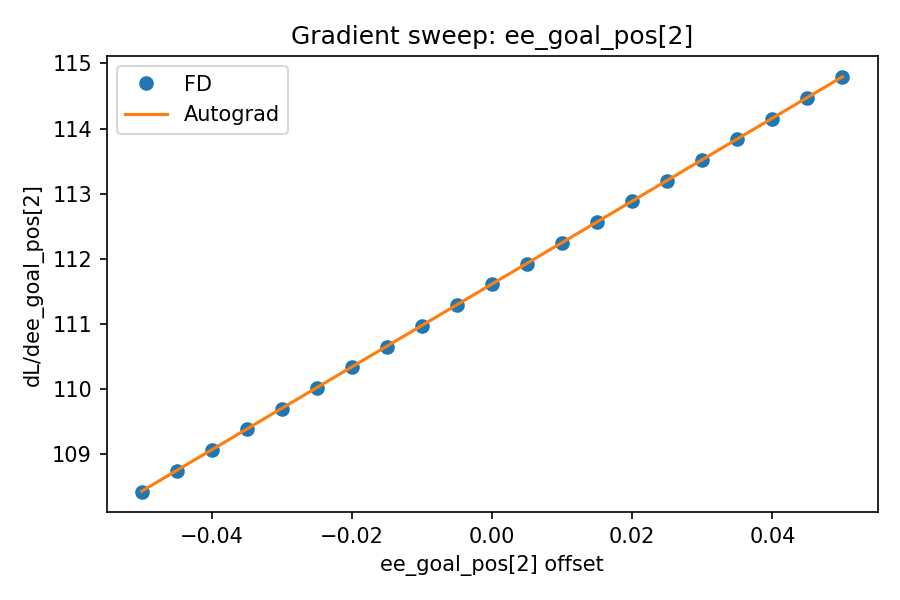 Gradient sweep: ee_goal_pos[2]
FD
Autograd
dL/dee_goal_pos[2]
115
114
113
112
111
110
109
−0.04
−0.02
0.00
0.02
0.04
ee_goal_pos[2] offset